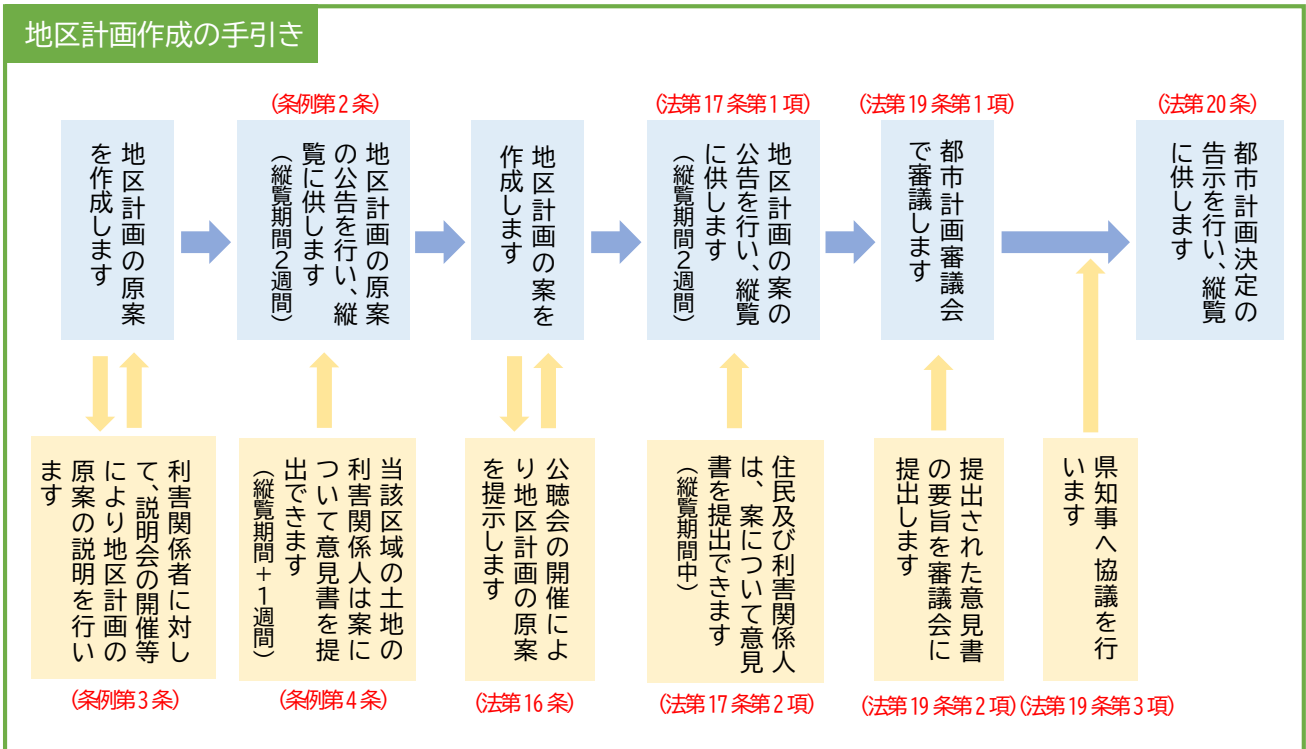 地区計画作成の手引き
(条例第2条)
(法第17条第1項)
(法第19条第1項)
(法第20条)
地区計画の原案
を作成します
地区計画の原案
の公告を行い、縦
覧に供します
(縦覧期間2週間)
地区計画の案を
作成します
地区計画の案の
公告を行い、縦覧
に供します
(縦覧期間2週間)
都市計画審議会
で審議します
都市計画決定の
告示を行い、縦覧
に供します
利害関係者に対し
て、説明会の開催等
により地区計画の
原案の説明を行い
ます
当該区域の土地の
利害関係人は案に
ついて意見書を提
出できます
(縦覧期間+1週間)
公聴会の開催によ
り地区計画の原案
を提示します
住民及び利害関係人
は、案について意見
書を提出できます
(縦覧期間中)
提出された意見書
の要旨を審議会に
提出します
県知事へ協議を行
います
(条例第3条)
(条例第4条)
(法第16条)
(法第17条第2項)
(法第19条第2項)
(法第19条第3項)